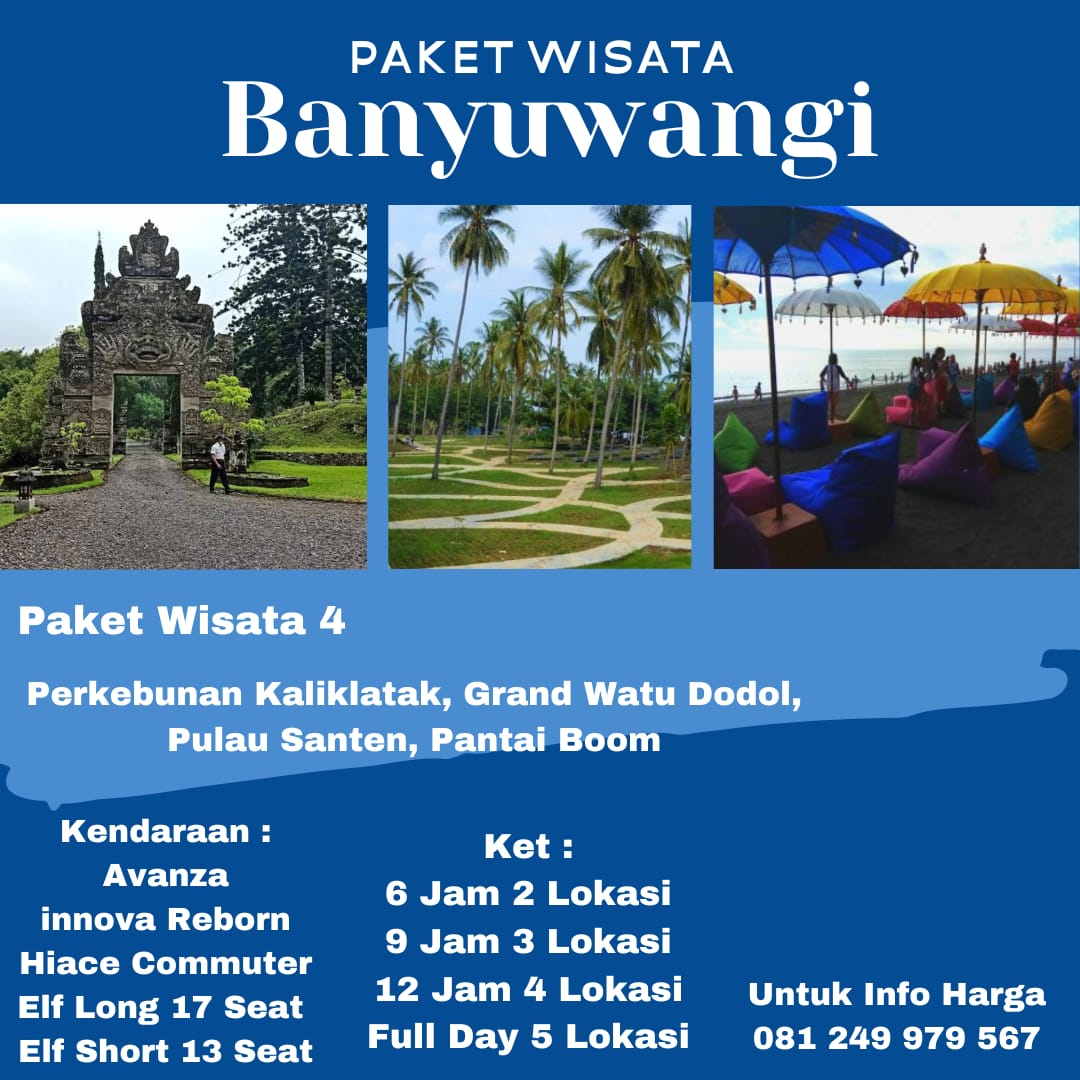 PAKET WISATA
Banyuwangi
Paket Wisata 4
Perkebunan Kaliklatak, Grand Watu Dodol,
Pulau Santen, Pantai Boom
Kendaraan :
Avanza
innova Reborn
Hiace Commuter
Elf Long 17 Seat
Elf Short 13 Seat
Ket :
6 Jam 2 Lokasi
9 Jam 3 Lokasi
12 Jam 4 Lokasi
Full Day 5 Lokasi
Untuk Info Harga
081 249 979 567